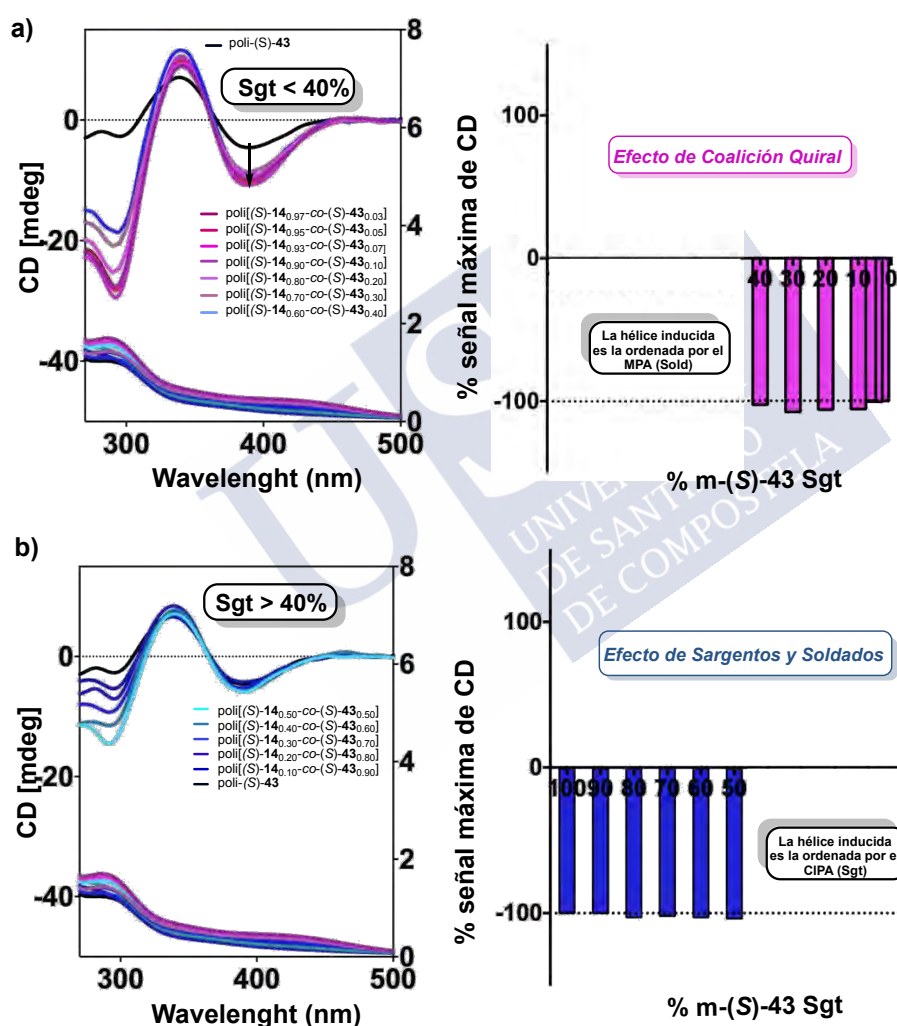 a)
poli-(S)-43
Sgt < 40%
8
6
4
2
0
0
-20
-40
CD [mdeg]
poli[(S)-140.97-co-(S)-430.03]
poli[(S)-140.95-co-(S)-430.05]
poli[(S)-140.93-co-(S)-430.07]
poli[(S)-140.90-co-(S)-430.10]
poli[(S)-140.80-co-(S)-430.20]
poli[(S)-140.70-co-(S)-430.30]
poli[(S)-140.60-co-(S)-430.40]
300 400 500
Wavelenght (nm)
% señal máxima de CD
100
0
-100
Efecto de Coalición Quiral
40 30 20 10 0
La hélice inducida
es la ordenada por el
MPA (Sold)
% m-(S)-43 Sgt
UNIVER
DE SANTI
DE COMPOSTELA
b)
Sgt > 40%
8
6
4
2
0
0
-20
-40
CD [mdeg]
poli[(S)-140.50-co-(S)-430.50]
poli[(S)-140.40-co-(S)-430.60]
poli[(S)-140.30-co-(S)-430.70]
poli[(S)-140.20-co-(S)-430.80]
poli[(S)-140.10-co-(S)-430.90]
poli-(S)-43
300 400 500
Wavelenght (nm)
% señal máxima de CD
100
0
-100
Efecto de Sargentos y Soldados
100 90 80 70 60 50
La hélice inducida
es la ordenada por e
CIPA (Sgt)
% m-(S)-43 Sgt